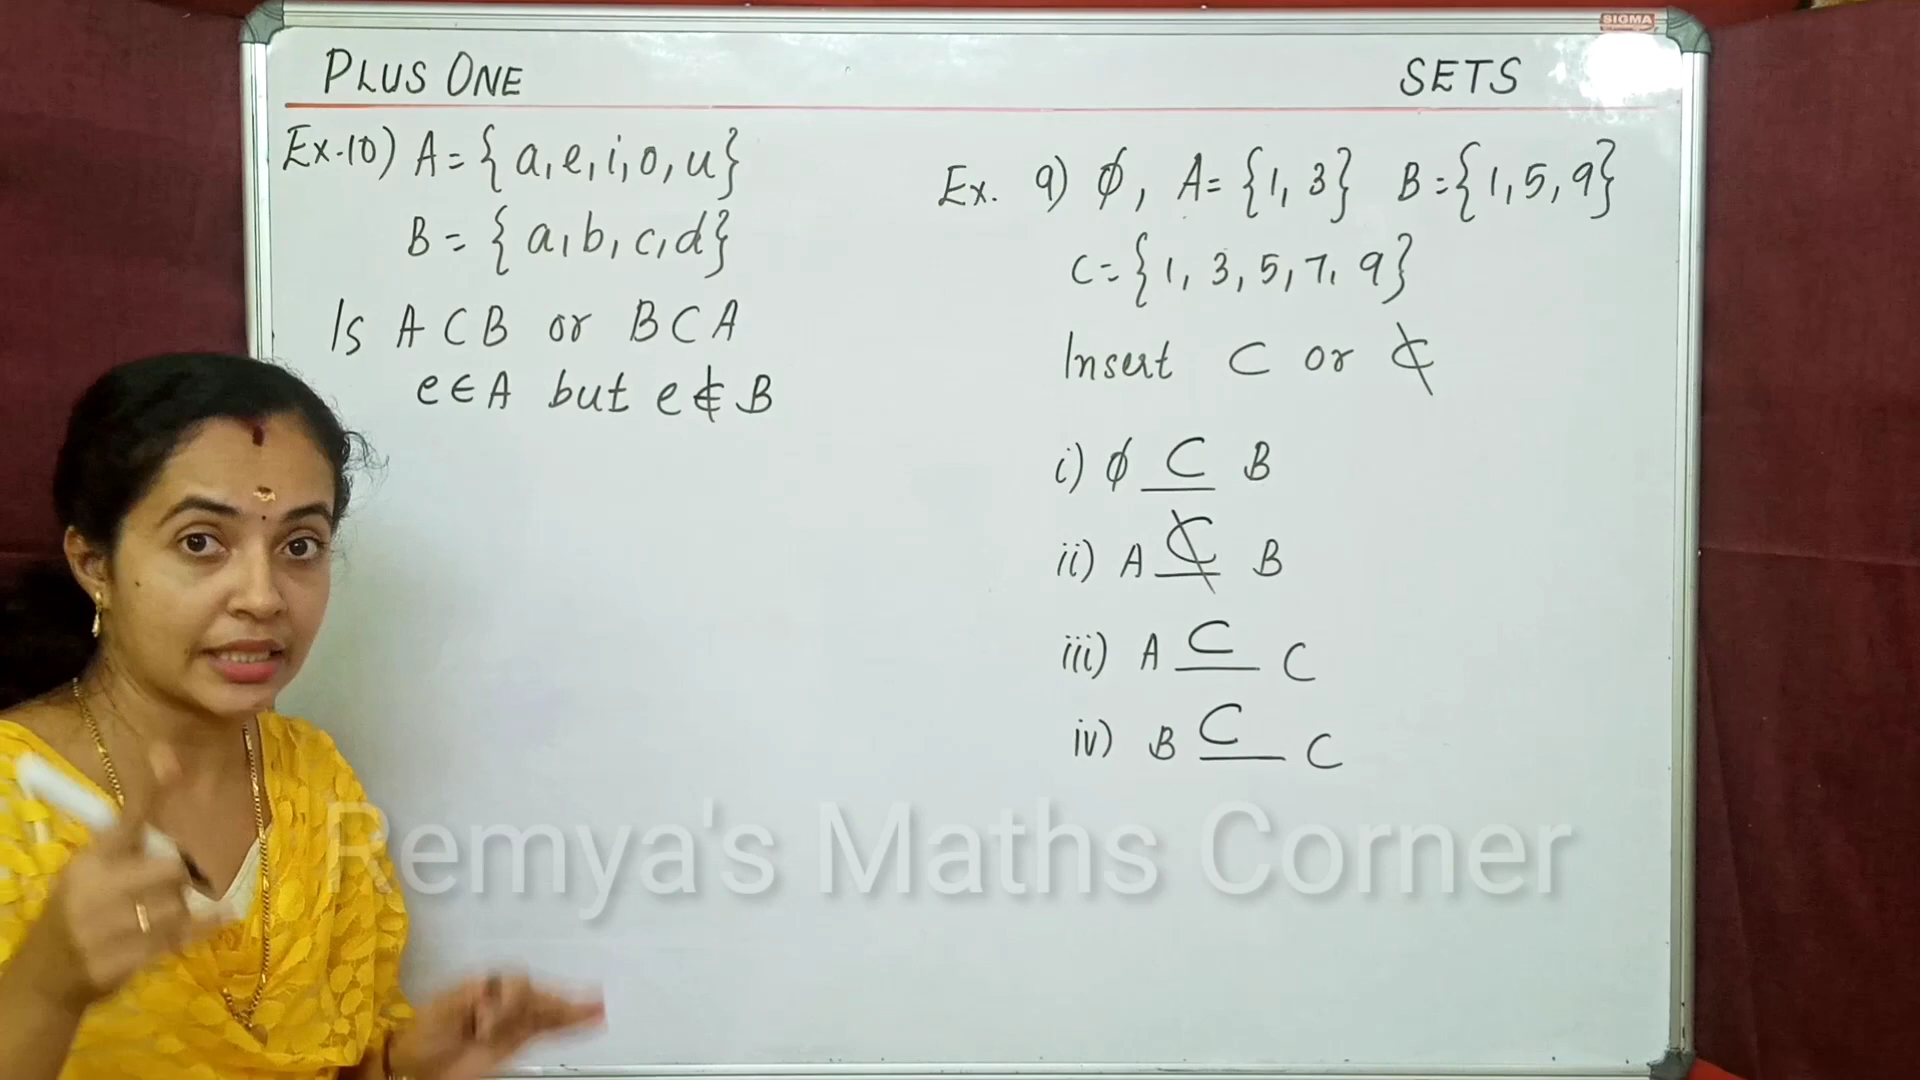 SIGMA
PLUS ONE
SETS
Ex.10) A = { a, e, i, o, u }
B = { a, b, c, d }
Is A ⊂ B or B ⊂ A
e ∈ A but e ∉ B
Ex. 9) ϕ, A = {1, 3} B = {1, 5, 9}
C = {1, 3, 5, 7, 9}
Insert ⊂ or ⊄
i) ϕ ⊂ B
ii) A ⊄ B
iii) A ⊂ C
iv) B ⊂ C
Remya's Maths Corner